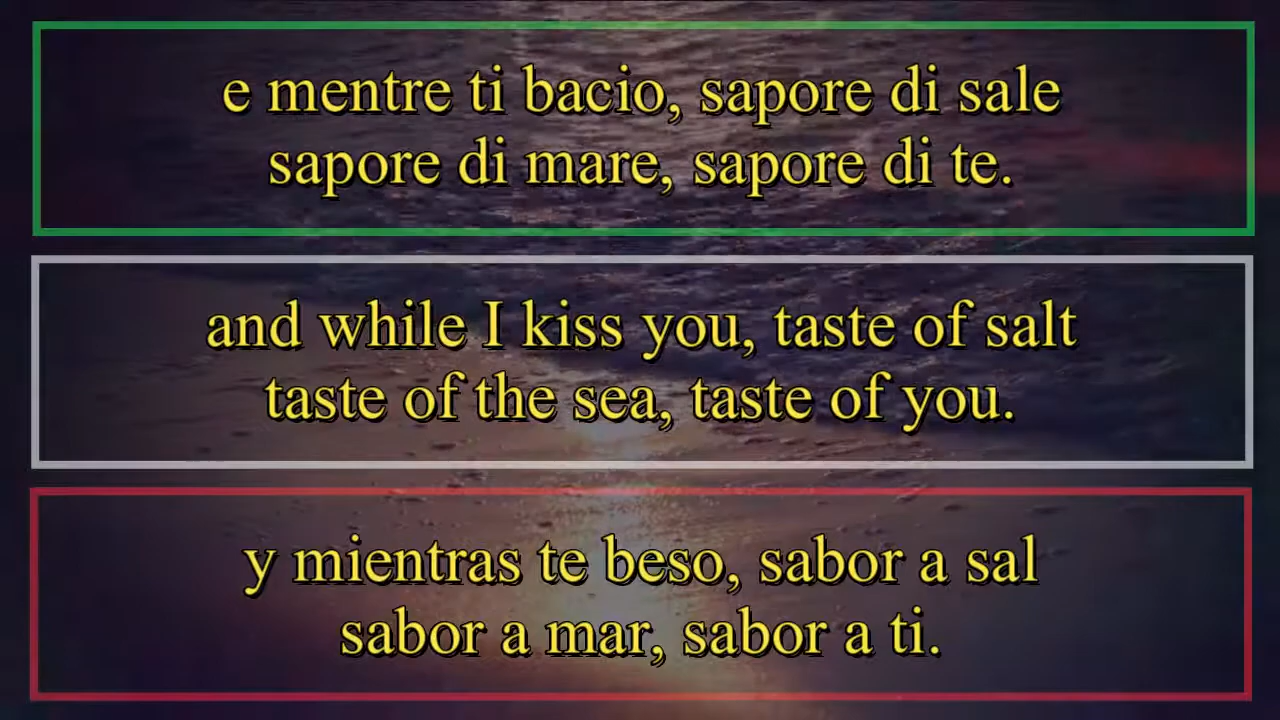 e mentre ti bacio, sapore di sale
sapore di mare, sapore di te.
and while I kiss you, taste of salt
taste of the sea, taste of you.
y mientras te beso, sabor a sal
sabor a mar, sabor a ti.